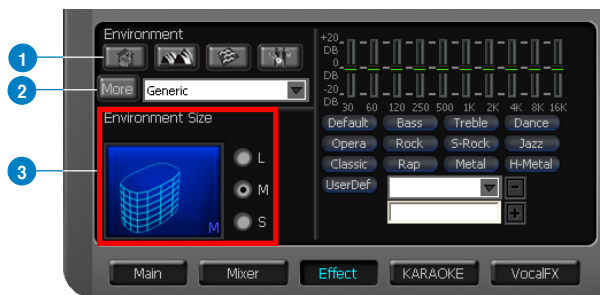 1
Environment
2
More Generic
3
Environment Size
L
M
S
M
+20
DB
0
DB
-20
DB 30 60 120 250 500 1K 2K 4K 8K 16K
Default Bass Treble Dance
Opera Rock S-Rock Jazz
Classic Rap Metal H-Metal
UserDef
Main Mixer Effect KARAOKE VocalFX